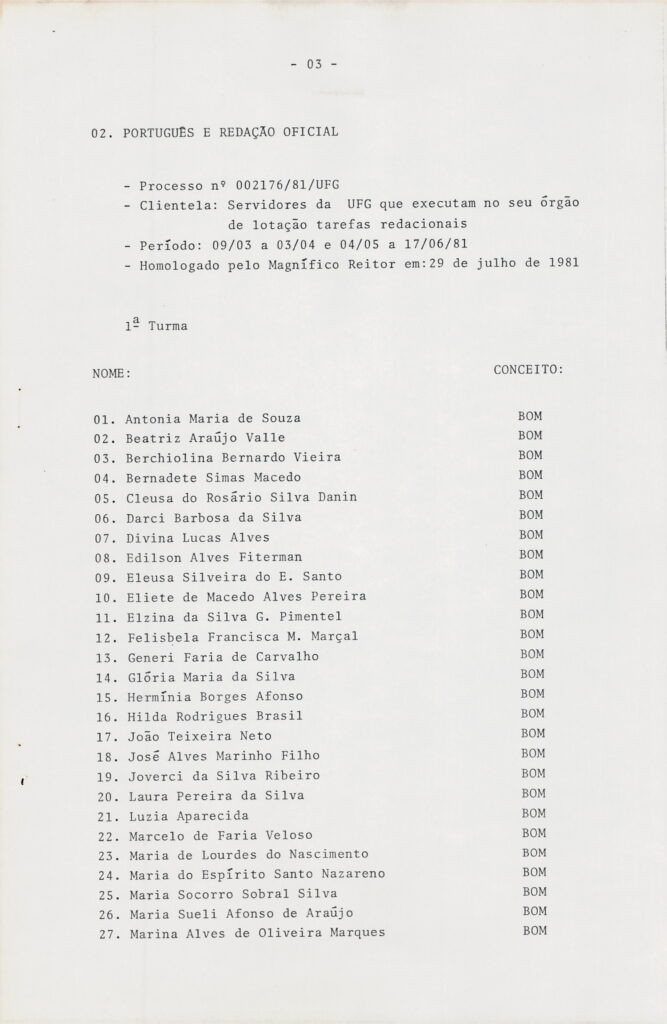 - 03 -
02. PORTUGUÊS E REDAÇÃO OFICIAL
- Processo nº 002176/81/UFG
- Clientela: Servidores da UFG que executam no seu órgão
de lotação tarefas redacionais
- Período: 09/03 a 03/04 e 04/05 a 17/06/81
- Homologado pelo Magnífico Reitor em:29 de julho de 1981
1ª Turma
NOME: CONCEITO:
01. Antonia Maria de Souza BOM
02. Beatriz Araújo Valle BOM
03. Berchiolina Bernardo Vieira BOM
04. Bernadete Simas Macedo BOM
05. Cleusa do Rosário Silva Danin BOM
06. Darci Barbosa da Silva BOM
07. Divina Lucas Alves BOM
08. Edilson Alves Fiterman BOM
09. Eleusa Silveira do E. Santo BOM
10. Eliete de Macedo Alves Pereira BOM
11. Elzina da Silva G. Pimentel BOM
12. Felisbela Francisca M. Marçal BOM
13. Generi Faria de Carvalho BOM
14. Glória Maria da Silva BOM
15. Hermínia Borges Afonso BOM
16. Hilda Rodrigues Brasil BOM
17. João Teixeira Neto BOM
18. José Alves Marinho Filho BOM
19. Joverci da Silva Ribeiro BOM
20. Laura Pereira da Silva BOM
21. Luzia Aparecida BOM
22. Marcelo de Faria Veloso BOM
23. Maria de Lourdes do Nascimento BOM
24. Maria do Espírito Santo Nazareno BOM
25. Maria Socorro Sobral Silva BOM
26. Maria Sueli Afonso de Araújo BOM
27. Marina Alves de Oliveira Marques BOM